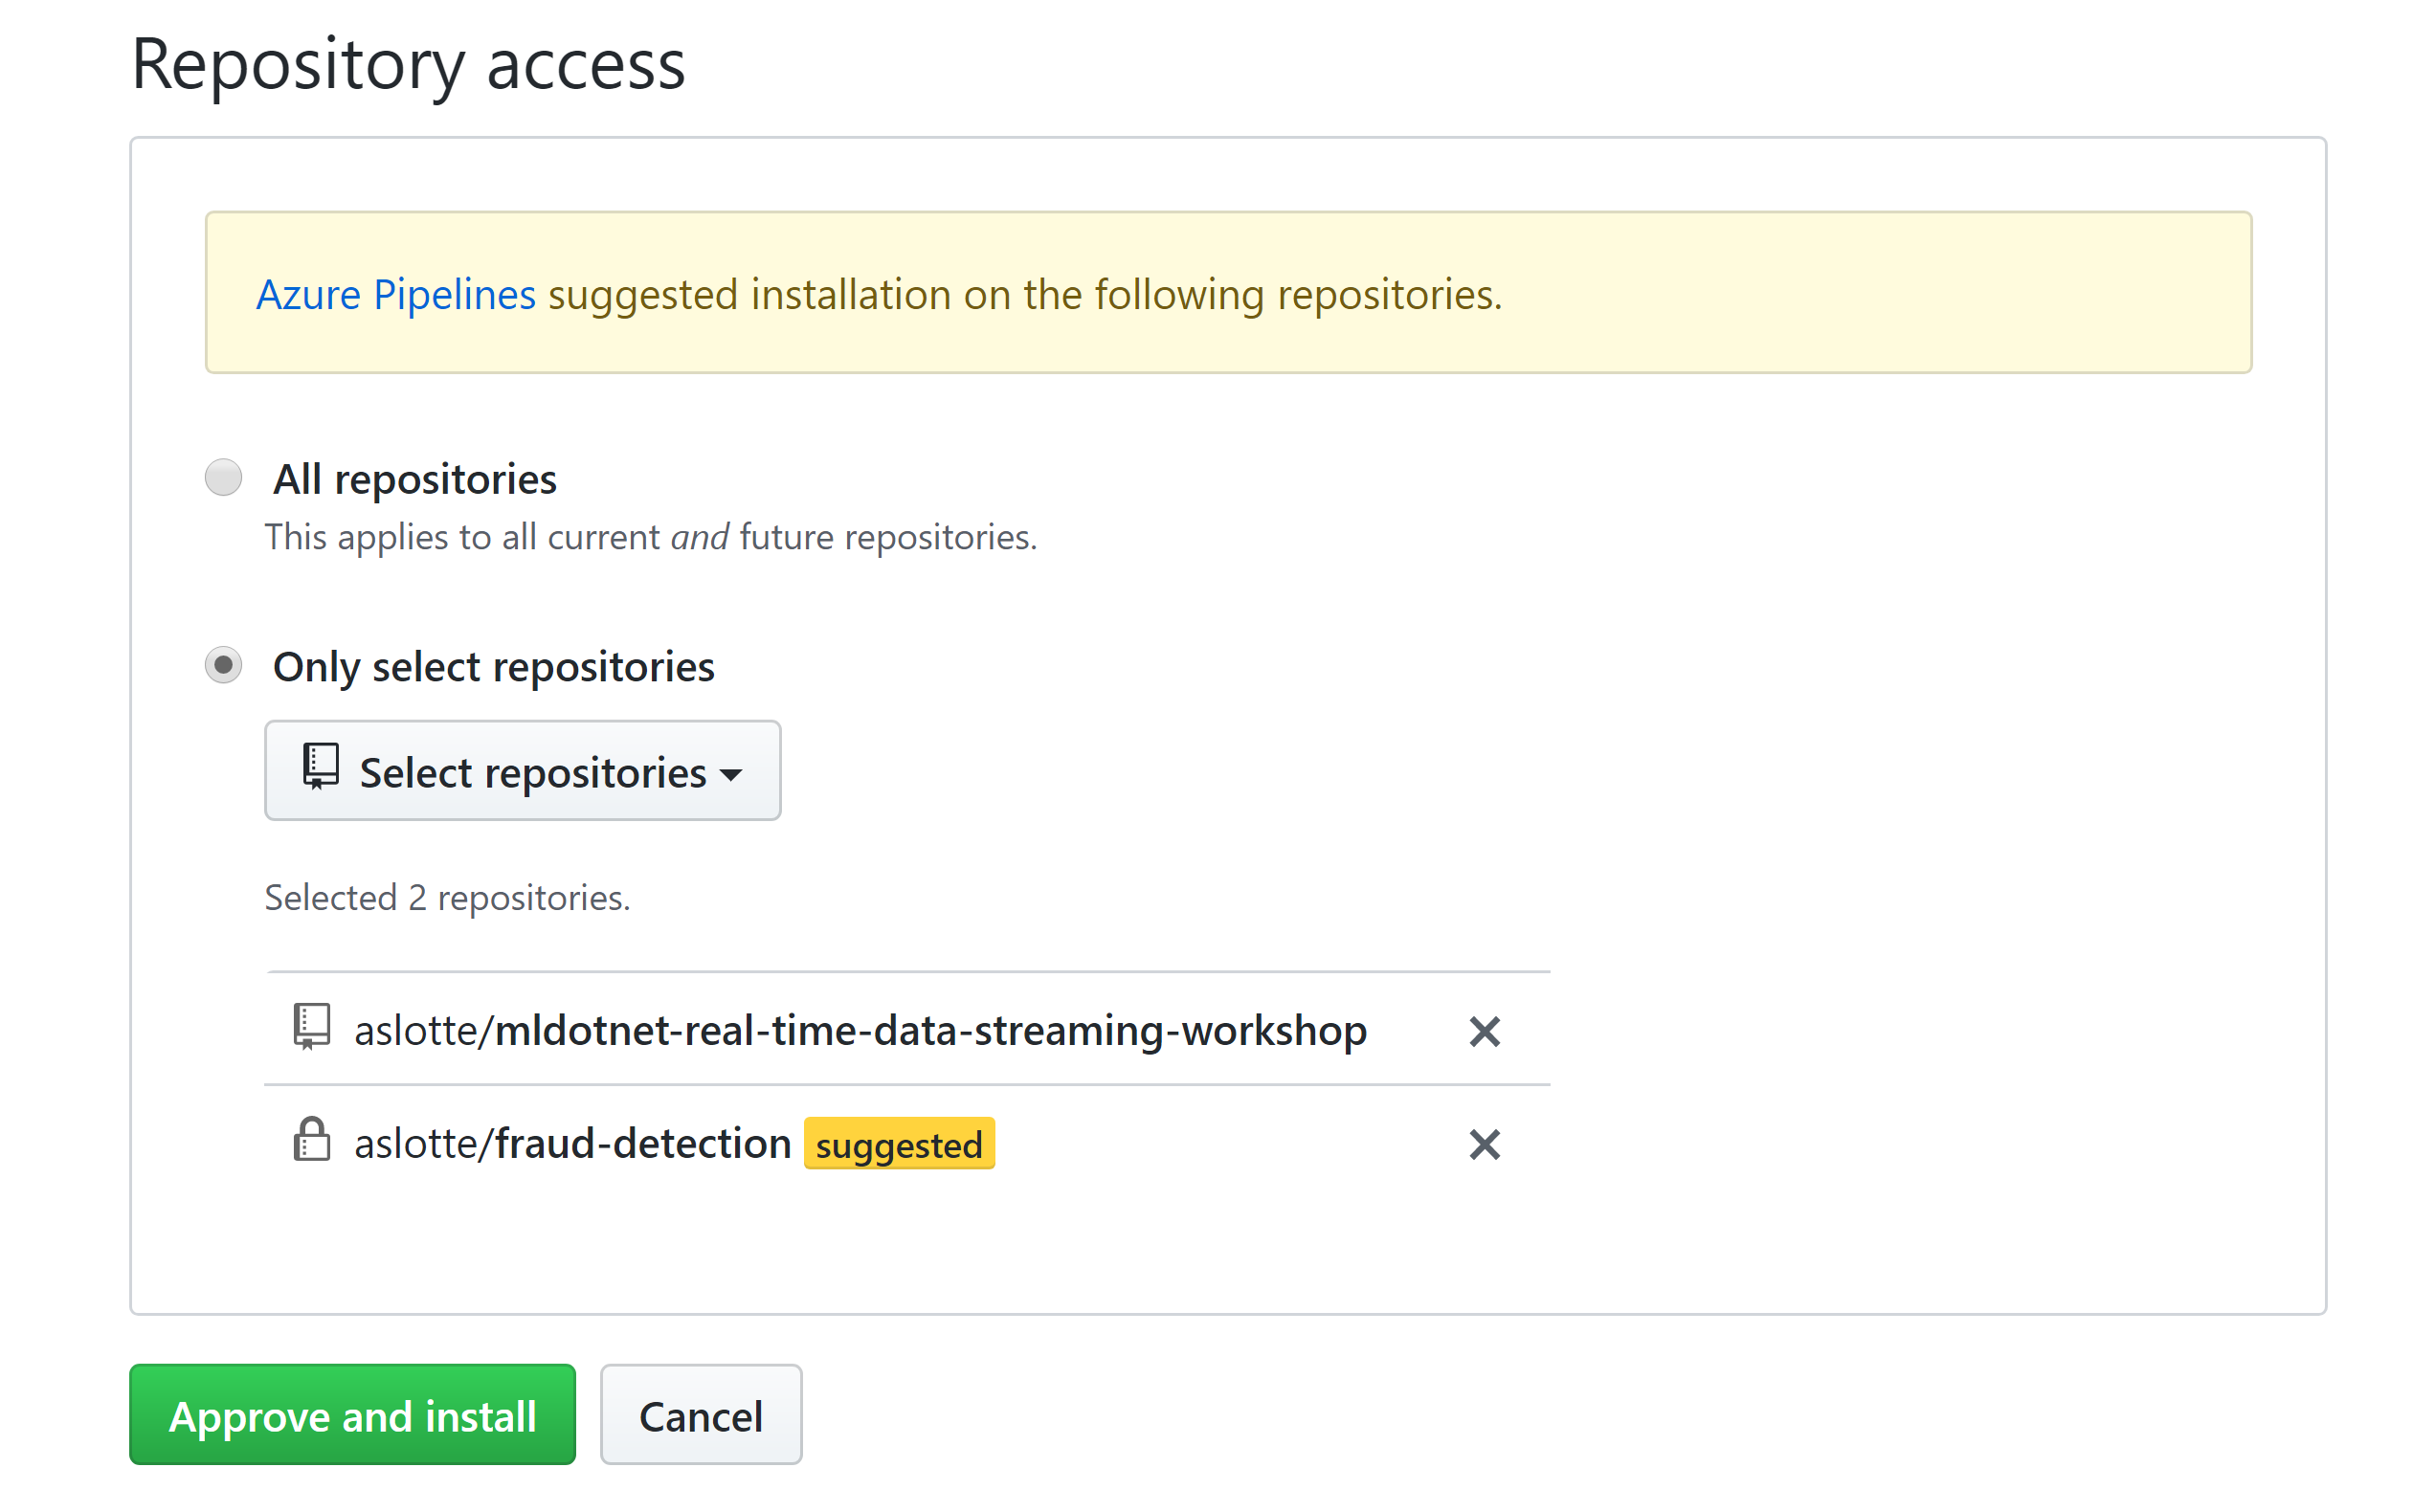 Repository access
Azure Pipelines suggested installation on the following repositories.
All repositories
This applies to all current and future repositories.
Only select repositories
Select repositories
Selected 2 repositories.
aslotte/mldotnet-real-time-data-streaming-workshop
aslotte/fraud-detection suggested
Approve and install
Cancel